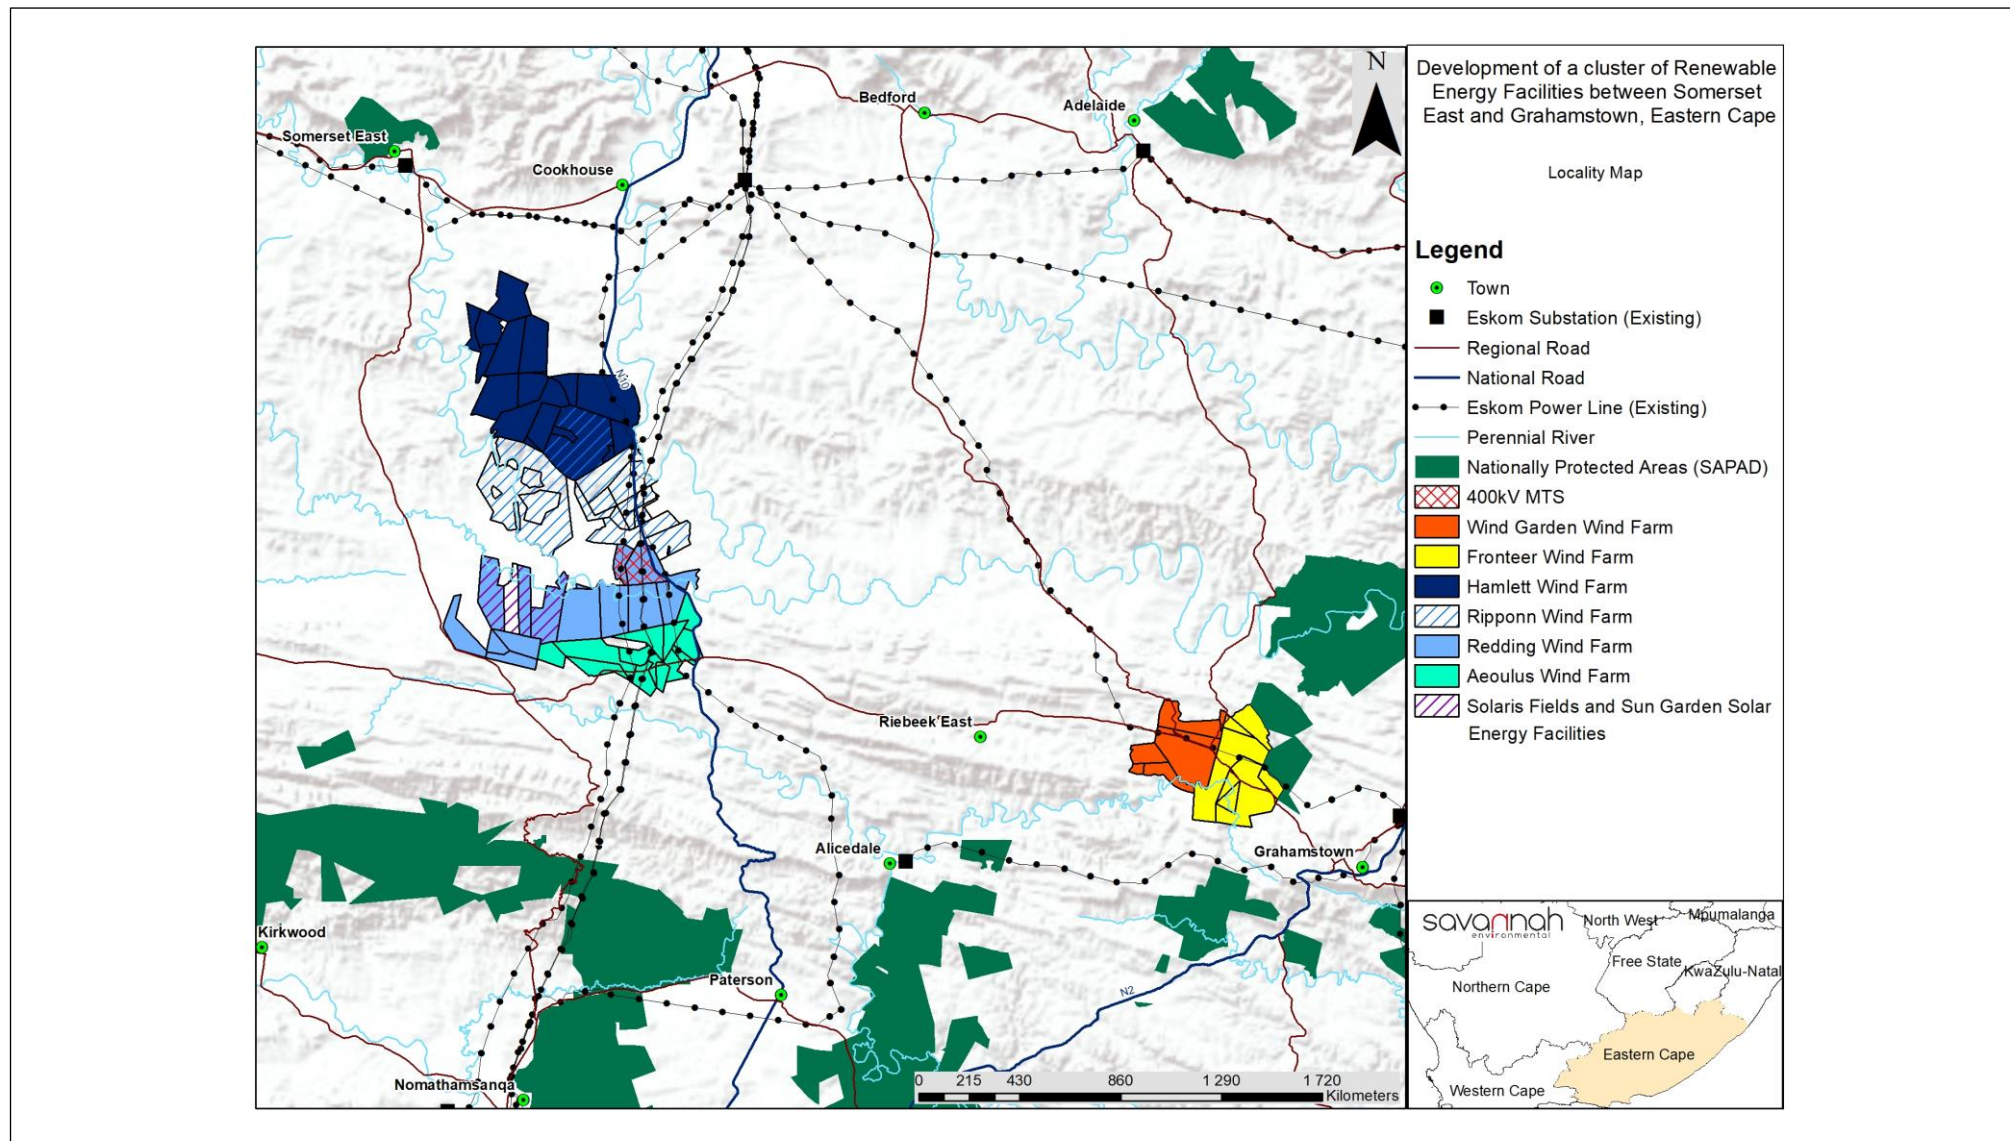 N
Bedford
Adelaide
Somerset East
Cookhouse
N10
Riebeek East
Alicedale
Grahamstown
Kirkwood
Paterson
N2
Nomathamsanqa
0 215 430 860 1 290 1 720
Kilometers
Development of a cluster of Renewable
Energy Facilities between Somerset
East and Grahamstown, Eastern Cape
Locality Map
Legend
Town
Eskom Substation (Existing)
Regional Road
National Road
Eskom Power Line (Existing)
Perennial River
Nationally Protected Areas (SAPAD)
400kV MTS
Wind Garden Wind Farm
Fronteer Wind Farm
Hamlett Wind Farm
Ripponn Wind Farm
Redding Wind Farm
Aeoulus Wind Farm
Solaris Fields and Sun Garden Solar
Energy Facilities
savannah
environmental
North West
Mpumalanga
Free State
KwaZulu-Natal
Northern Cape
Eastern Cape
Western Cape